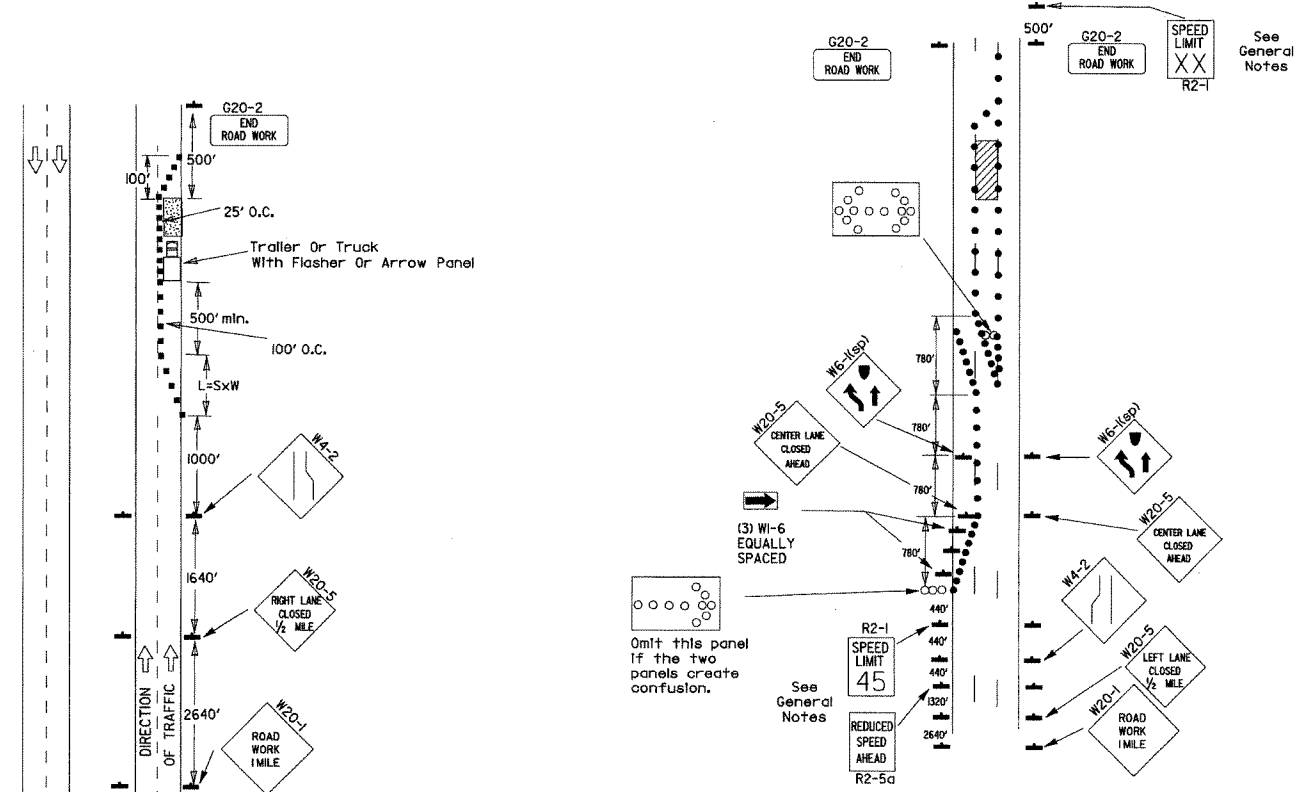 G20-2
END
ROAD WORK
500'
100'
25' O.C.
Trailer Or Truck
With Flasher Or Arrow Panel
500' min.
100' O.C.
L=SxW
1000'
W4-2
1640'
W20-5
RIGHT LANE
CLOSED
1/2 MILE
DIRECTION
OF TRAFFIC
2640'
W20-1
ROAD
WORK
1 MILE
G20-2
END
ROAD WORK
500'
G20-2
END
ROAD WORK
SPEED
LIMIT
XX
R2-1
See
General
Notes
780'
W6-1(sp)
W20-5
CENTER LANE
CLOSED
AHEAD
780'
780'
W6-1(sp)
(3) W1-6
EQUALLY
SPACED
780'
W20-5
CENTER LANE
CLOSED
AHEAD
Omit this panel
if the two
panels create
confusion.
440'
R2-1
SPEED
LIMIT
45
440'
440'
See
General
Notes
1320'
2640'
REDUCED
SPEED
AHEAD
R2-5a
W4-2
W20-5
LEFT LANE
CLOSED
1/2 MILE
W20-1
ROAD
WORK
1 MILE